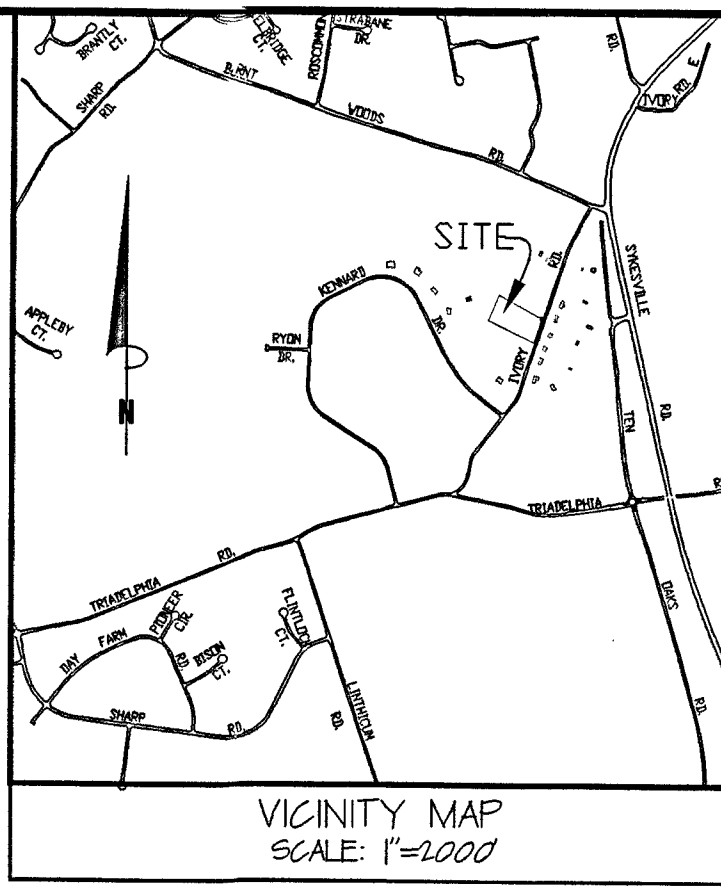 BRANTLY
CT.
ELDRIDGE
CT.
ROSCOMMON
STRABANE
DR.
RD.
IVORY RD. E
SHARP
RD.
BURNT
WOODS
RD.
SITE
RD.
SYKESVILLE
KENNARD
DR.
APPLEBY
CT.
RYON
DR.
IVORY
N
TEN
RD.
TRIADELPHIA
R
TRIADELPHIA
RD.
OAKS
RD.
DAY
FARM
RD.
PIONEER
CIR.
BISON
CT.
FLINTLOCK
CT.
SHARP
RD.
LINTHICUM
RD.
VICINITY MAP
SCALE: 1"=2000'